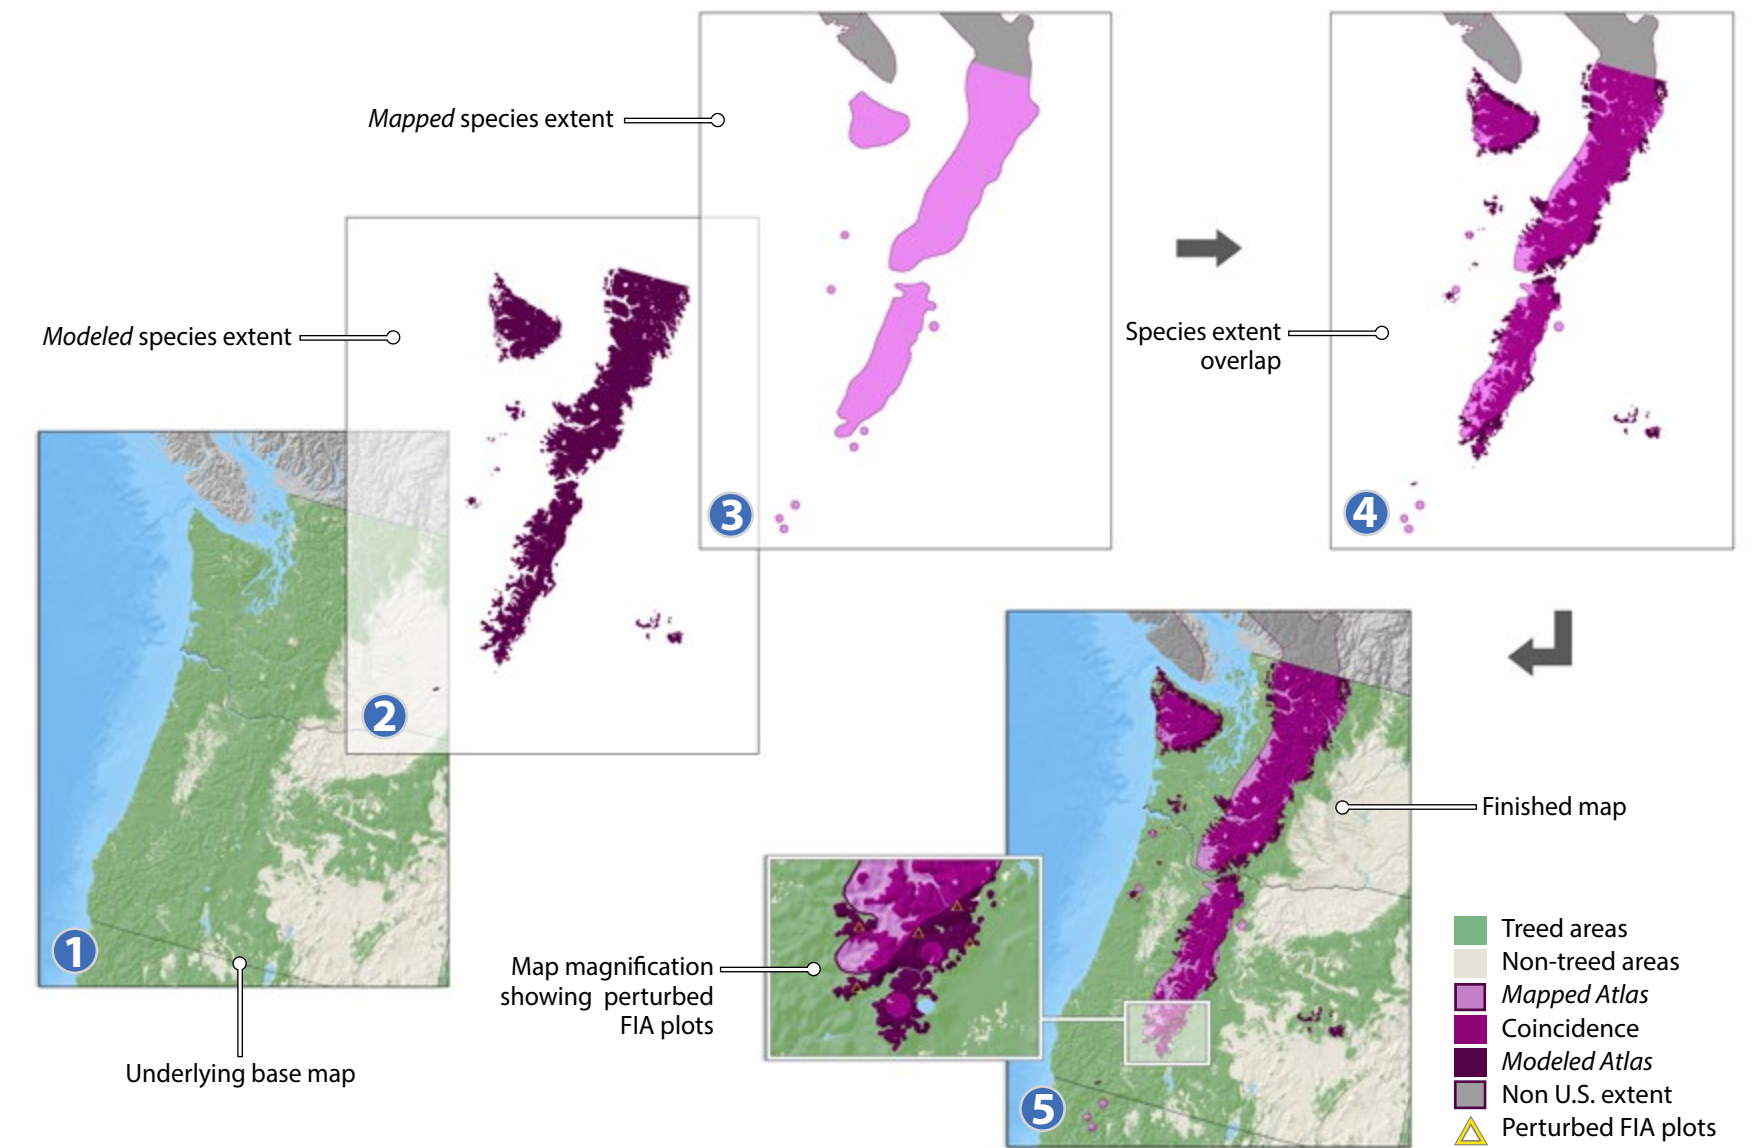 Mapped species extent
Modeled species extent
3
4
Species extent
overlap
2
1
Finished map
Map magnification
showing perturbed
FIA plots
Underlying base map
5
Treed areas
Non-treed areas
Mapped Atlas
Coincidence
Modeled Atlas
Non U.S. extent
Perturbed FIA plots